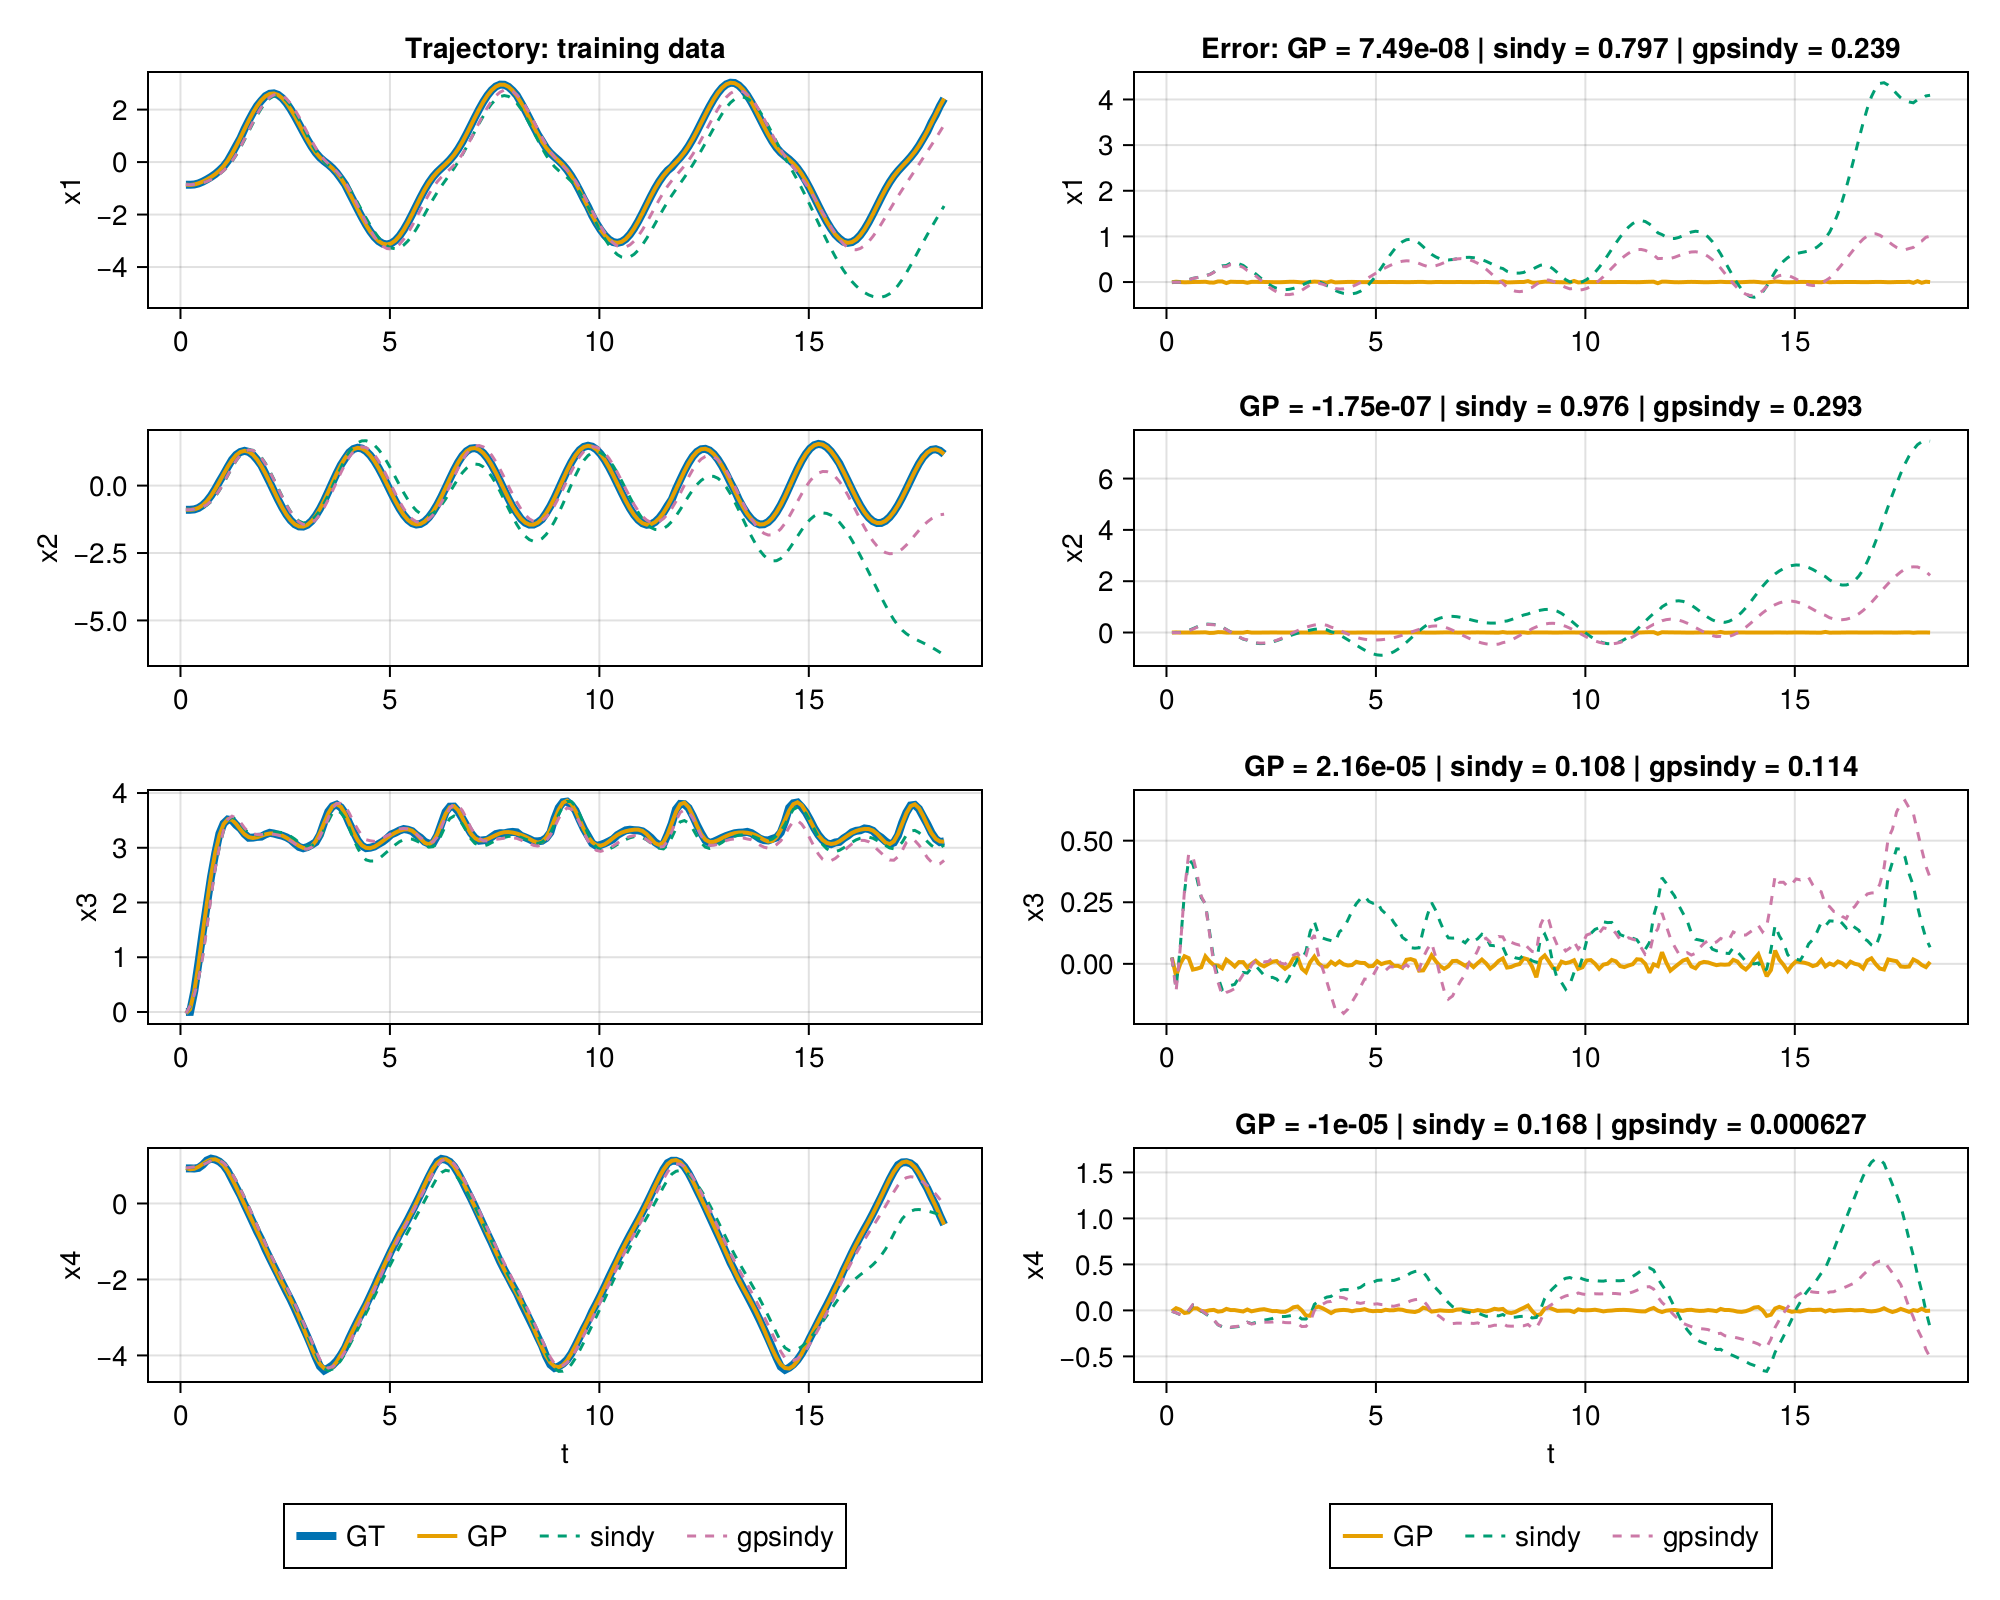 Trajectory: training data
x1
2
0
−2
−4
0 5 10 15
Error: GP = 7.49e-08 | sindy = 0.797 | gpsindy = 0.239
x1
4
3
2
1
0
0 5 10 15
x2
0.0
−2.5
−5.0
0 5 10 15
GP = -1.75e-07 | sindy = 0.976 | gpsindy = 0.293
x2
6
4
2
0
0 5 10 15
x3
4
3
2
1
0
0 5 10 15
GP = 2.16e-05 | sindy = 0.108 | gpsindy = 0.114
x3
0.50
0.25
0.00
0 5 10 15
x4
0
−2
−4
0 5 10 15
t
GP = -1e-05 | sindy = 0.168 | gpsindy = 0.000627
x4
1.5
1.0
0.5
0.0
−0.5
0 5 10 15
t
GT GP sindy gpsindy
GP sindy gpsindy